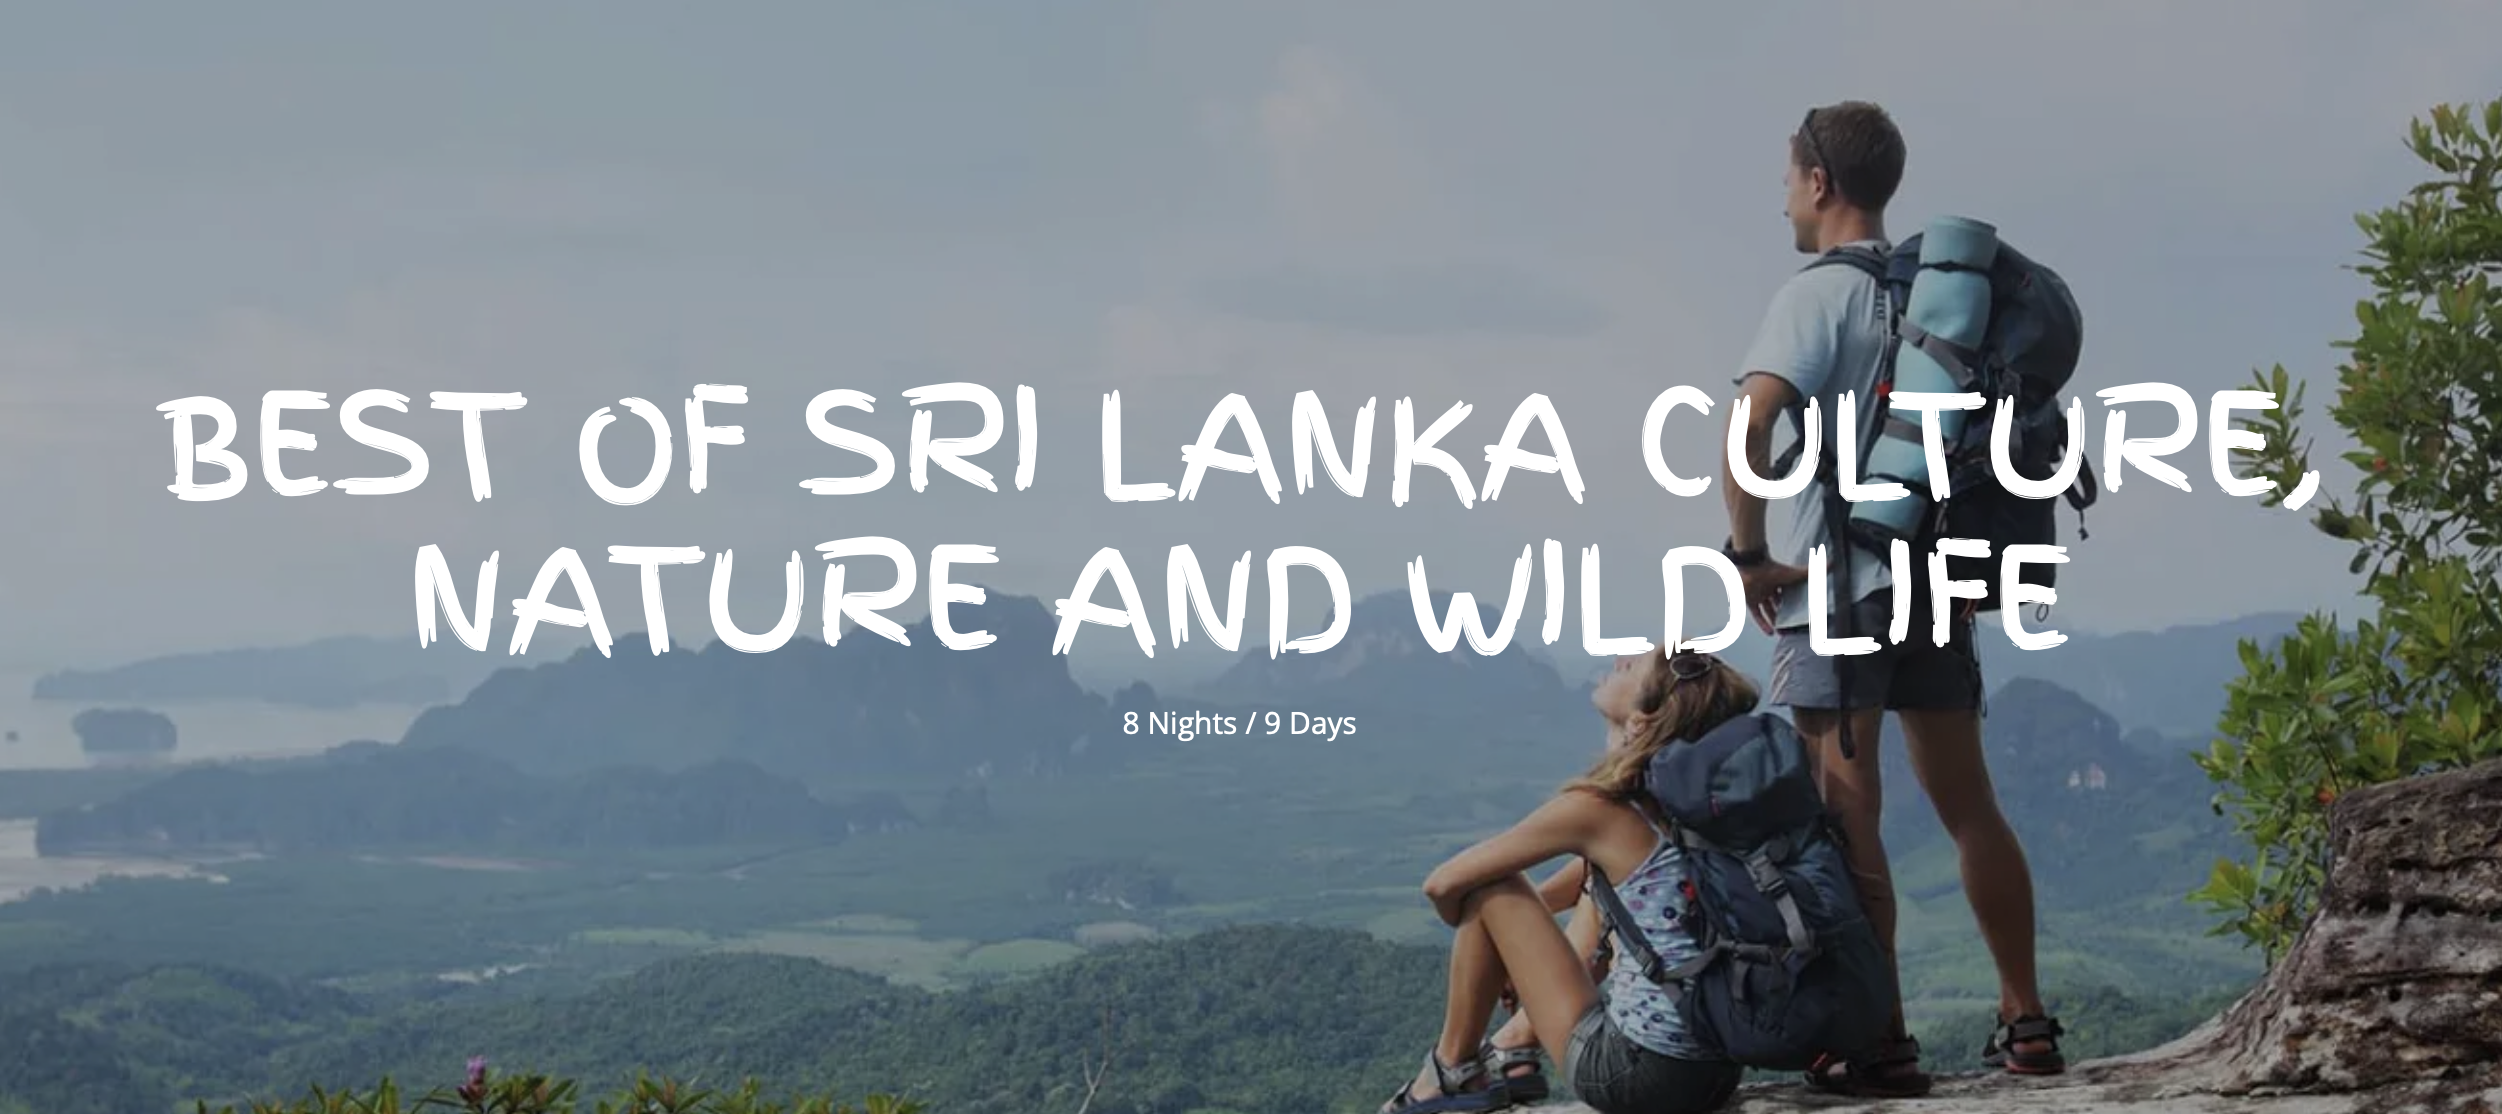 BEST OF SRI LANKA CULTURE,
NATURE AND WILD LIFE
8 Nights / 9 Days